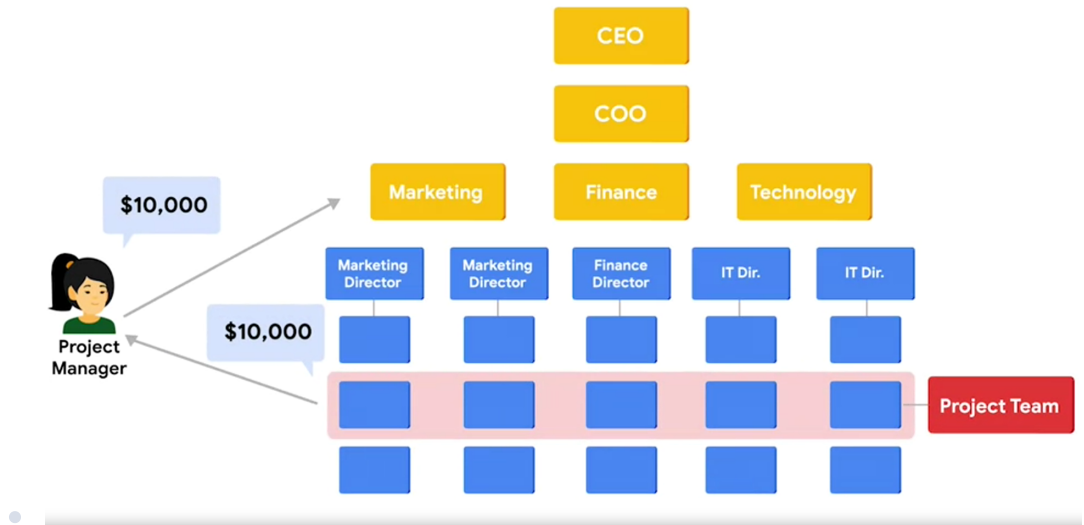 CEO
COO
Marketing
Finance
Technology
$10,000
Marketing
Director
Marketing
Director
Finance
Director
IT Dir.
IT Dir.
$10,000
Project
Manager
Project Team